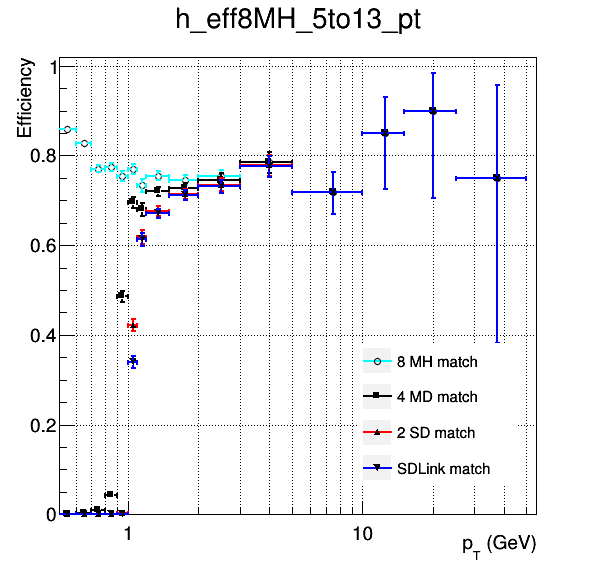 h_eff8MH_5to13_pt
Efficiency
1
0.8
0.6
0.4
0.2
0
8 MH match
4 MD match
2 SD match
SDLink match
1
10
pT (GeV)